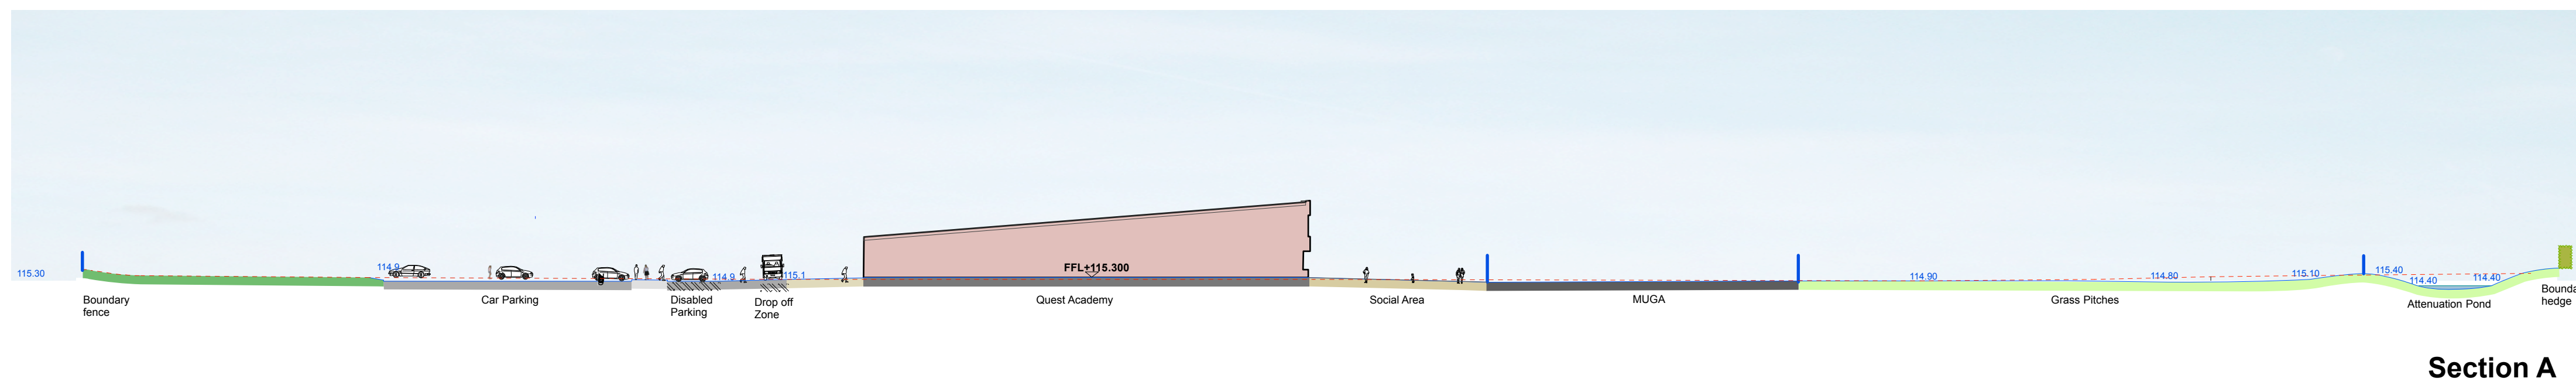 115.30
114.9
114.9
115.1
FFL+115.300
114.90
114.80
115.10
115.40
114.40
114.40
Boundary
fence
Car Parking
Disabled
Parking
Drop off
Zone
Quest Academy
Social Area
MUGA
Grass Pitches
Attenuation Pond
Bounda
hedge
Section A